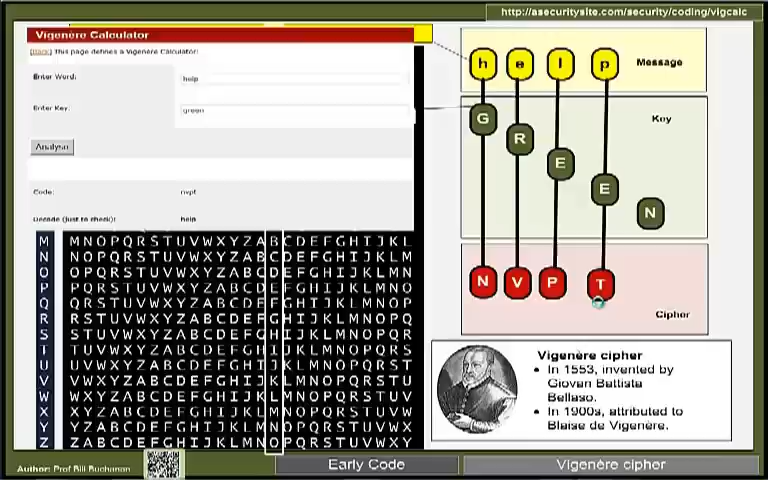 http://asecuritysite.com/security/coding/vigcalc
Vigenère Calculator
[Back] This page defines a Vigenère Calculator:
Enter Word:
help
Enter Key:
green
Analyse
Code:
nvpt
Decode (just to check):
help
M MNOPQRSTUVWXYZABCDEFGHIJKL
N NOPQRSTUVWXYZABCDEFGHIJKLM
O OPQRSTUVWXYZABCDEFGHIJKLMN
P PQRSTUVWXYZABCDEFGHIJKLMNO
Q QRSTUVWXYZABCDEFGHIJKLMNOP
R RSTUVWXYZABCDEFGHIJKLMNOPQ
S STUVWXYZABCDEFGHIJKLMNOPQR
T TUVWXYZABCDEFGHIJKLMNOPQRS
U UVWXYZABCDEFGHIJKLMNOPQRST
V VWXYZABCDEFGHIJKLMNOPQRSTU
W WXYZABCDEFGHIJKLMNOPQRSTUV
X XYZABCDEFGHIJKLMNOPQRSTUVW
Y YZABCDEFGHIJKLMNOPQRSTUVWX
Z ZABCDEFGHIJKLMNOPQRSTUVWXY
h e l p Message
G R E E N Key
N V P T
Cipher
Vigenère cipher
• In 1553, invented by
Giovan Battista
Bellaso.
• In 1900s, attributed to
Blaise de Vigenère.
Author: Prof Bill Buchanan
Early Code
Vigenère cipher